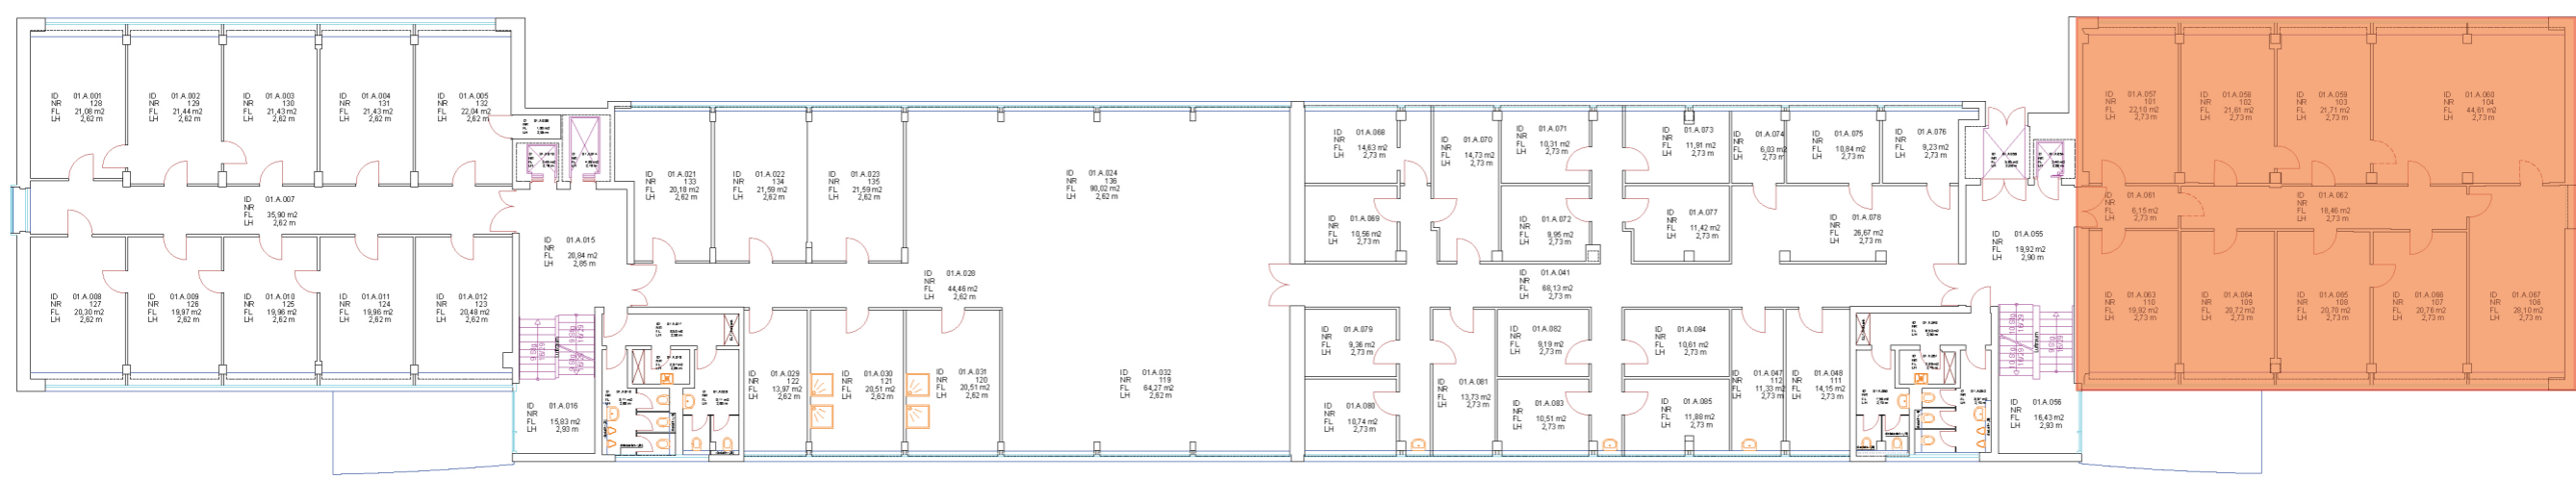 ID 01.A.001
NR 128
FL 21,08 m2
LH 2,62 m
ID 01.A.002
NR 129
FL 21,44 m2
LH 2,62 m
ID 01.A.003
NR 130
FL 21,43 m2
LH 2,62 m
ID 01.A.004
NR 131
FL 21,43 m2
LH 2,62 m
ID 01.A.005
NR 132
FL 22,04 m2
LH 2,62 m
ID 01.A.007
NR
FL 35,90 m2
LH 2,62 m
ID 01.A.008
NR 127
FL 20,30 m2
LH 2,62 m
ID 01.A.009
NR 126
FL 19,97 m2
LH 2,62 m
ID 01.A.010
NR 125
FL 19,96 m2
LH 2,62 m
ID 01.A.011
NR 124
FL 19,96 m2
LH 2,62 m
ID 01.A.012
NR 123
FL 20,48 m2
LH 2,62 m
ID 01.A.015
NR
FL 20,84 m2
LH 2,85 m
ID 01.A.016
NR
FL 15,83 m2
LH 2,93 m
ID 01.A.021
NR 133
FL 20,18 m2
LH 2,62 m
ID 01.A.022
NR 134
FL 21,59 m2
LH 2,62 m
ID 01.A.023
NR 135
FL 21,59 m2
LH 2,62 m
ID 01.A.024
NR 136
FL 90,02 m2
LH 2,62 m
ID 01.A.028
NR
FL 44,46 m2
LH 2,62 m
ID 01.A.029
NR 122
FL 13,97 m2
LH 2,62 m
ID 01.A.030
NR 121
FL 20,51 m2
LH 2,62 m
ID 01.A.031
NR 120
FL 20,51 m2
LH 2,62 m
ID 01.A.032
NR 119
FL 64,27 m2
LH 2,62 m
ID 01.A.068
NR
FL 14,63 m2
LH 2,73 m
ID 01.A.069
NR
FL 10,56 m2
LH 2,73 m
ID 01.A.070
NR
FL 14,73 m2
LH 2,73 m
ID 01.A.071
NR
FL 10,31 m2
LH 2,73 m
ID 01.A.072
NR
FL 9,95 m2
LH 2,73 m
ID 01.A.073
NR
FL 11,91 m2
LH 2,73 m
ID 01.A.074
NR
FL 6,03 m2
LH 2,73 m
ID 01.A.075
NR
FL 10,84 m2
LH 2,73 m
ID 01.A.076
NR
FL 9,23 m2
LH 2,73 m
ID 01.A.077
NR
FL 11,42 m2
LH 2,73 m
ID 01.A.078
NR
FL 26,67 m2
LH 2,73 m
ID 01.A.041
NR
FL 68,13 m2
LH 2,73 m
ID 01.A.079
NR
FL 9,36 m2
LH 2,73 m
ID 01.A.080
NR
FL 10,74 m2
LH 2,73 m
ID 01.A.081
NR
FL 13,73 m2
LH 2,73 m
ID 01.A.082
NR
FL 9,19 m2
LH 2,73 m
ID 01.A.083
NR
FL 10,51 m2
LH 2,73 m
ID 01.A.084
NR
FL 10,61 m2
LH 2,73 m
ID 01.A.085
NR
FL 11,88 m2
LH 2,73 m
ID 01.A.047
NR 112
FL 11,33 m2
LH 2,73 m
ID 01.A.048
NR 111
FL 14,15 m2
LH 2,73 m
ID 01.A.055
NR
FL 19,92 m2
LH 2,90 m
ID 01.A.056
NR
FL 16,43 m2
LH 2,93 m
ID 01.A.057
NR 101
FL 22,10 m2
LH 2,73 m
ID 01.A.058
NR 102
FL 21,61 m2
LH 2,73 m
ID 01.A.059
NR 103
FL 21,71 m2
LH 2,73 m
ID 01.A.060
NR 104
FL 44,61 m2
LH 2,73 m
ID 01.A.061
NR
FL 6,15 m2
LH 2,73 m
ID 01.A.062
NR
FL 18,46 m2
LH 2,73 m
ID 01.A.063
NR 110
FL 19,92 m2
LH 2,73 m
ID 01.A.064
NR 109
FL 20,72 m2
LH 2,73 m
ID 01.A.065
NR 108
FL 20,70 m2
LH 2,73 m
ID 01.A.066
NR 107
FL 20,76 m2
LH 2,73 m
ID 01.A.067
NR 106
FL 28,10 m2
LH 2,73 m